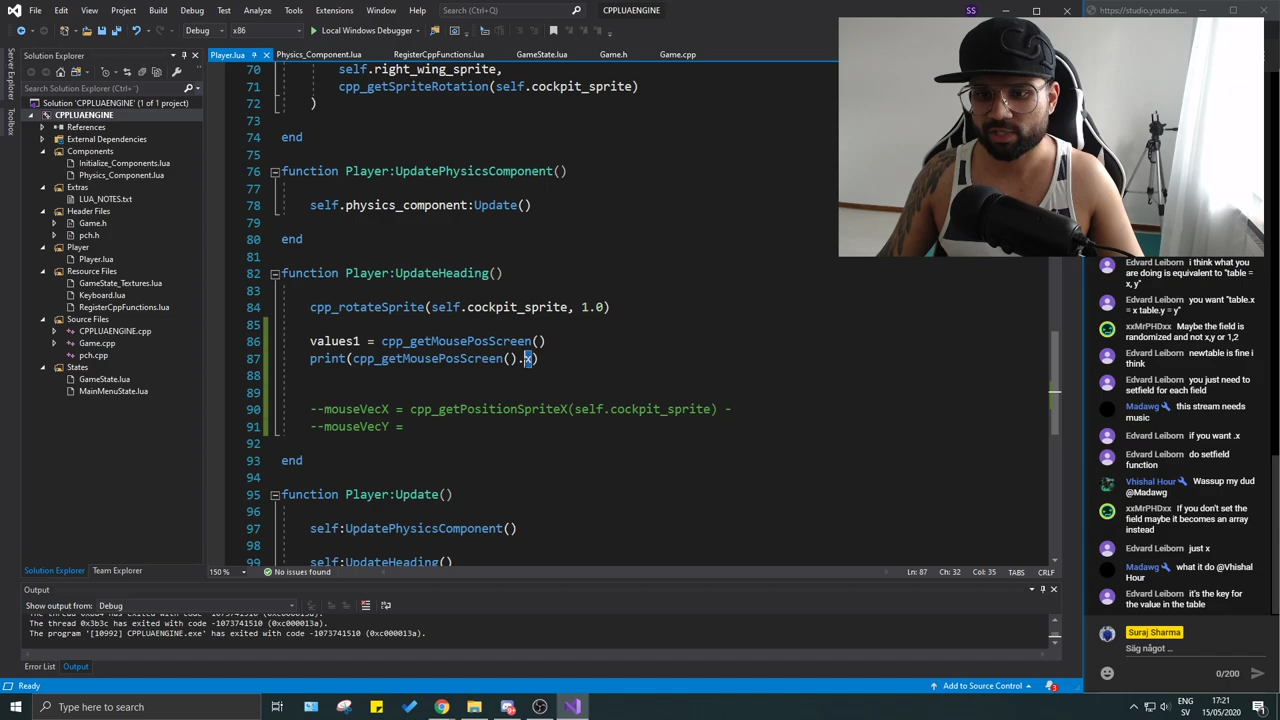 File Edit View Project Build Debug Test Analyze Tools Extensions Window Help Search (Ctrl+Q) CPPLUAENGINE SS
https://studio.youtube.c
Debug x86 Local Windows Debugger
Server Explorer
Toolbox
Solution Explorer
Search Solution Explorer (Ctrl+
Solution 'CPPLUAENGINE' (1 of 1 project)
CPPLUAENGINE
References
External Dependencies
Components
Initialize_Components.lua
Physics_Component.lua
Extras
LUA_NOTES.txt
Header Files
Game.h
pch.h
Player
Player.lua
Resource Files
GameState_Textures.lua
Keyboard.lua
RegisterCppFunctions.lua
Source Files
CPPLUAENGINE.cpp
Game.cpp
pch.cpp
States
GameState.lua
MainMenuState.lua
Solution Explorer Team Explorer
Player.lua Physics_Component.lua RegisterCppFunctions.lua GameState.lua Game.h Game.cpp
70 self.right_wing_sprite,
71 cpp_getSpriteRotation(self.cockpit_sprite)
72 )
73
74 end
75
76 function Player:UpdatePhysicsComponent()
77
78 self.physics_component:Update()
79
80 end
81
82 function Player:UpdateHeading()
83
84 cpp_rotateSprite(self.cockpit_sprite, 1.0)
85
86 values1 = cpp_getMousePosScreen()
87 print(cpp_getMousePosScreen().x)
88
89
90 --mouseVecX = cpp_getPositionSpriteX(self.cockpit_sprite) -
91 --mouseVecY =
92
93 end
94
95 function Player:Update()
96
97 self:UpdatePhysicsComponent()
98
99 self:UpdateHeading()
150 % No issues found Ln: 87 Ch: 32 Col: 35 TABS CRLF
Output
Show output from: Debug
The thread 0x3b3c has exited with code -1073741510 (0xc000013a).
The program '[10992] CPPLUAENGINE.exe' has exited with code -1073741510 (0xc000013a).
Error List Output
Ready Add to Source Control 3
Edvard Leiborn i think what you
are doing is equivalent to "table =
x, y"
Edvard Leiborn you want "table.x
= x table.y = y"
xxMrPHDxx Maybe the field is
randomized and not x,y or 1,2
Edvard Leiborn newtable is fine i
think
Edvard Leiborn you just need to
setfield for each field
Madawg this stream needs
music
Edvard Leiborn if you want .x
Edvard Leiborn do setfield
function
Vhishal Hour Wassup my dud
@Madawg
xxMrPHDxx If you don't set the
field maybe it becomes an array
instead
Edvard Leiborn just x
Madawg what it do @Vhishal
Hour
Edvard Leiborn it's the key for
the value in the table
Suraj Sharma
Säg något ...
0/200
Type here to search
ENG
SV
17:21
15/05/2020